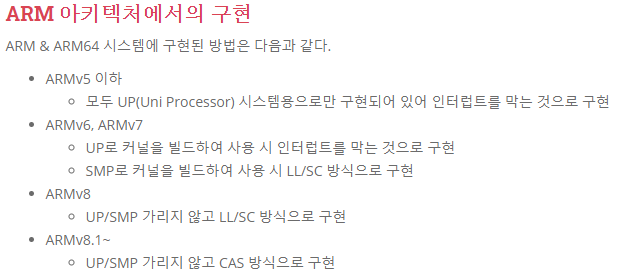 ARM 아키텍처에서의 구현
ARM & ARM64 시스템에 구현된 방법은 다음과 같다.
ARMv5 이하
모두 UP(Uni Processor) 시스템용으로만 구현되어 있어 인터럽트를 막는 것으로 구현
ARMv6, ARMv7
UP로 커널을 빌드하여 사용 시 인터럽트를 막는 것으로 구현
SMP로 커널을 빌드하여 사용 시 LL/SC 방식으로 구현
ARMv8
UP/SMP 가리지 않고 LL/SC 방식으로 구현
ARMv8.1~
UP/SMP 가리지 않고 CAS 방식으로 구현